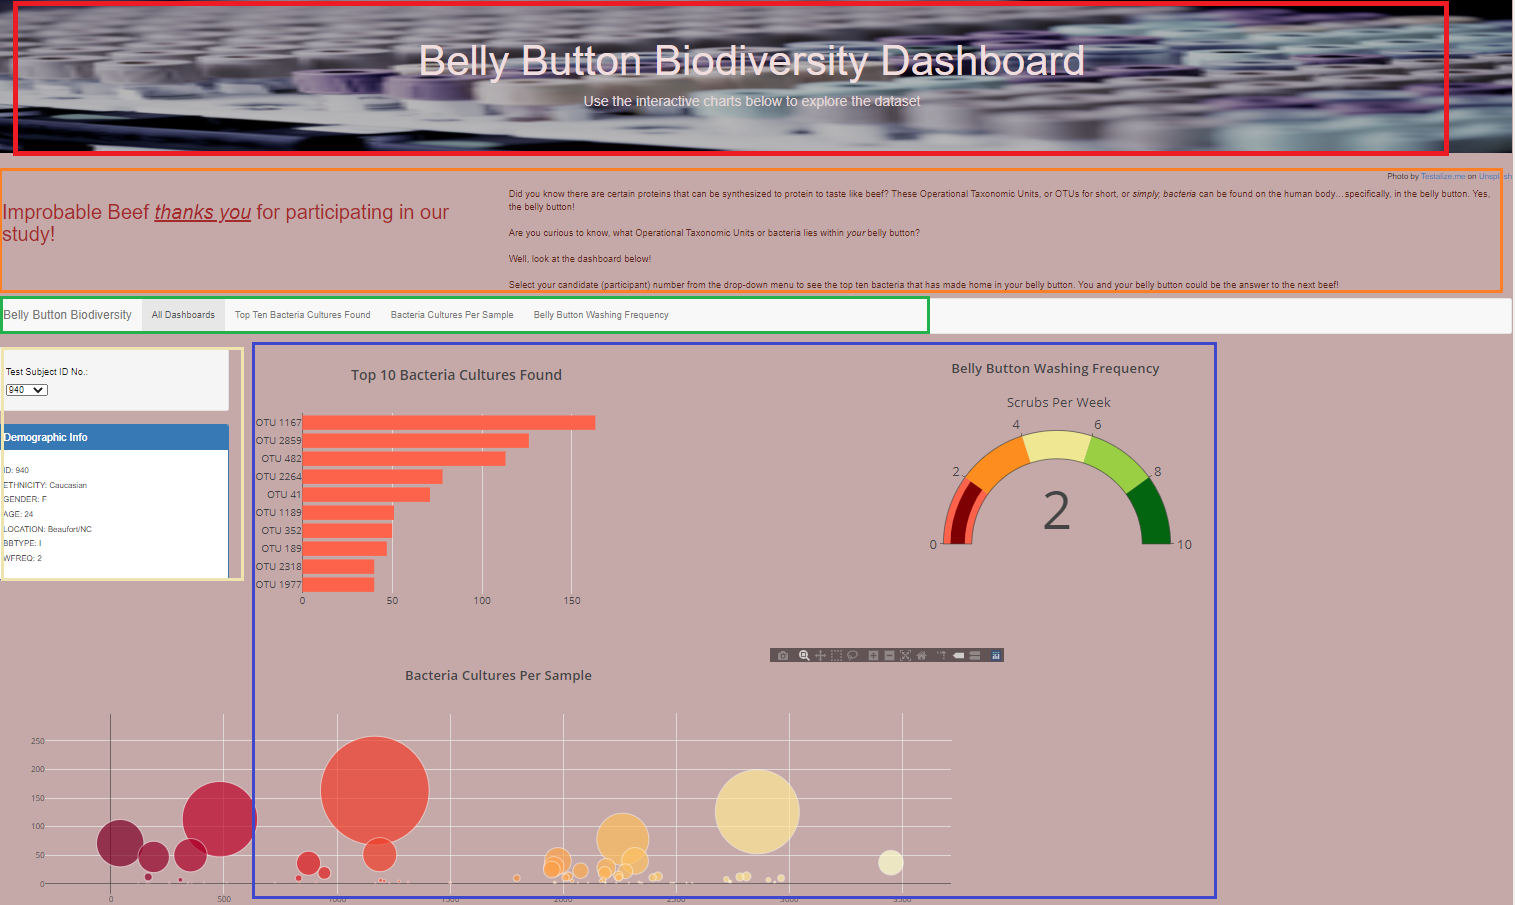 Belly Button Biodiversity Dashboard
Use the interactive charts below to explore the dataset
Photo by Testalize.me on Unsplash
Improbable Beef thanks you for participating in our
study!
Did you know there are certain proteins that can be synthesized to protein to taste like beef? These Operational Taxonomic Units, or OTUs for short, or simply, bacteria can be found on the human body…specifically, in the belly button. Yes,
the belly button!
Are you curious to know, what Operational Taxonomic Units or bacteria lies within your belly button?
Well, look at the dashboard below!
Select your candidate (participant) number from the drop-down menu to see the top ten bacteria that has made home in your belly button. You and your belly button could be the answer to the next beef!
Belly Button Biodiversity All Dashboards Top Ten Bacteria Cultures Found Bacteria Cultures Per Sample Belly Button Washing Frequency
Test Subject ID No.:
940
Demographic Info
ID: 940
ETHNICITY: Caucasian
GENDER: F
AGE: 24
LOCATION: Beaufort/NC
BBTYPE: I
WFREQ: 2
Top 10 Bacteria Cultures Found
OTU 1167
OTU 2859
OTU 482
OTU 2264
OTU 41
OTU 1189
OTU 352
OTU 189
OTU 2318
OTU 1977
0 50 100 150
Belly Button Washing Frequency
Scrubs Per Week
4 6
2 8
2
0 10
Bacteria Cultures Per Sample
250
200
150
100
50
0
0 500 1000 1500 2000 2500 3000 3500